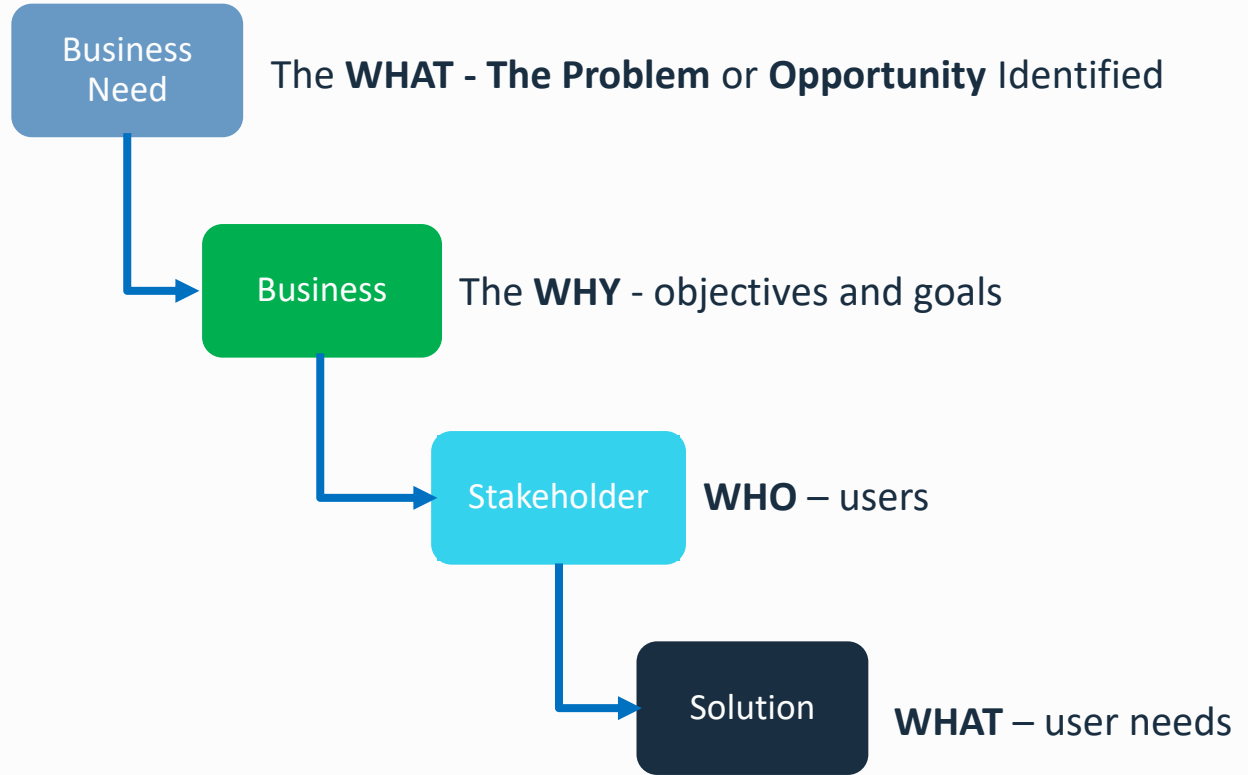 Business
Need
The WHAT - The Problem or Opportunity Identified
Business
The WHY - objectives and goals
Stakeholder
WHO – users
Solution
WHAT – user needs